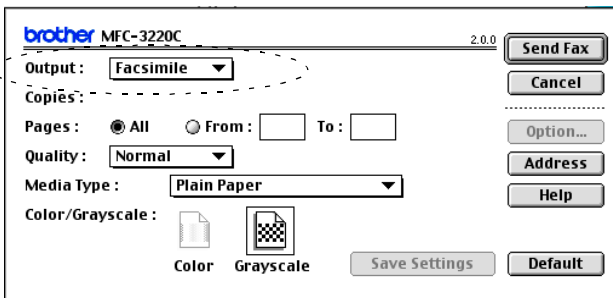 brother MFC-3220C 2.0.0
Send Fax
Output : Facsimile
Cancel
Copies :
Pages : All From : To :
Option...
Quality : Normal
Address
Media Type : Plain Paper
Help
Color/Grayscale :
Color Grayscale
Save Settings
Default